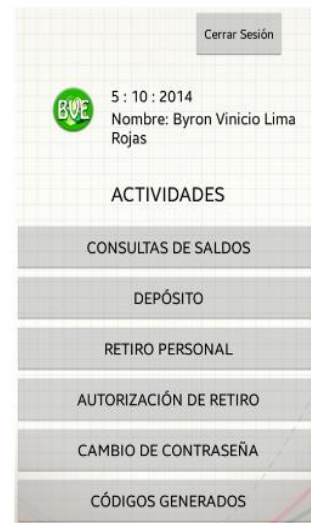 Cerrar Sesión
BVE
5 : 10 : 2014
Nombre: Byron Vinicio Lima
Rojas
ACTIVIDADES
CONSULTAS DE SALDOS
DEPÓSITO
RETIRO PERSONAL
AUTORIZACIÓN DE RETIRO
CAMBIO DE CONTRASEÑA
CÓDIGOS GENERADOS